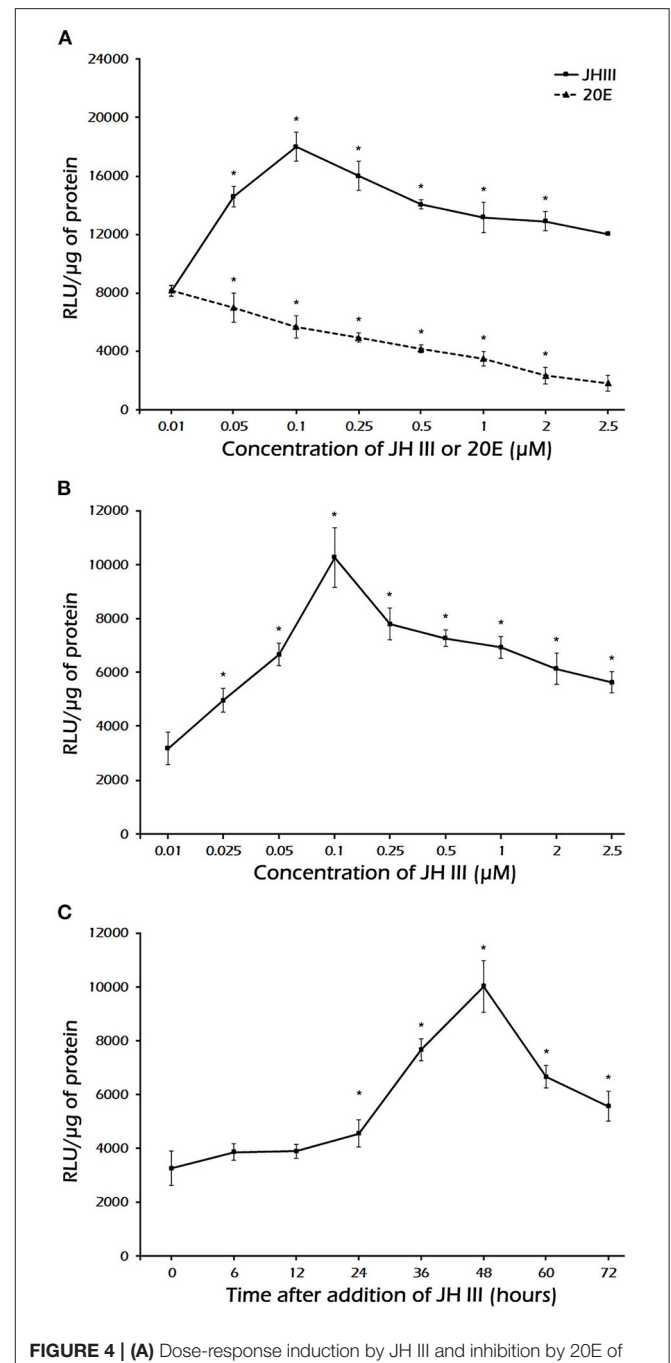 A
24000
20000
16000
12000
8000
4000
0
RLU/µg of protein
JHIII
20E
* * * * * * *
* * * * * *
0.01 0.05 0.1 0.25 0.5 1 2 2.5
Concentration of JH III or 20E (µM)
B
12000
10000
8000
6000
4000
2000
0
RLU/µg of protein
* * * * * * * *
0.01 0.025 0.05 0.1 0.25 0.5 1 2 2.5
Concentration of JH III (µM)
C
12000
10000
8000
6000
4000
2000
0
RLU/µg of protein
* * * * *
0 6 12 24 36 48 60 72
Time after addition of JH III (hours)
FIGURE 4 | (A) Dose-response induction by JH III and inhibition by 20E of